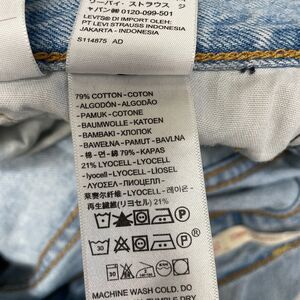 リーバイ・ストラウス ジ
ャパン㈱ 0120-099-501
LEVI'S® DI IMPOR OLEH:
PT LEVI STRAUSS INDONESIA
JAKARTA - INDONESIA
S114875 AD
79% COTTON-COTON
-ALGODÓN-ALGODÃO
-PAMUK-COTONE
-BAUMWOLLE-KATOEN
-BAMBAKI-ХЛОПОК
-BAWEŁNA-PAMUT-BAVLNA
-棉-면-綿 79%-KAPAS
21% LYOCELL-LYOCELL
-lyocell-LYOCELL-LIOSEL
-ΛΥΟΣΕΛ-ЛИОЦЕЛЛ-
莱赛尔纤维-LYOCELL-레이온-
再生繊維 (リヨセル) 21%
MACHINE WASH COLD. DO